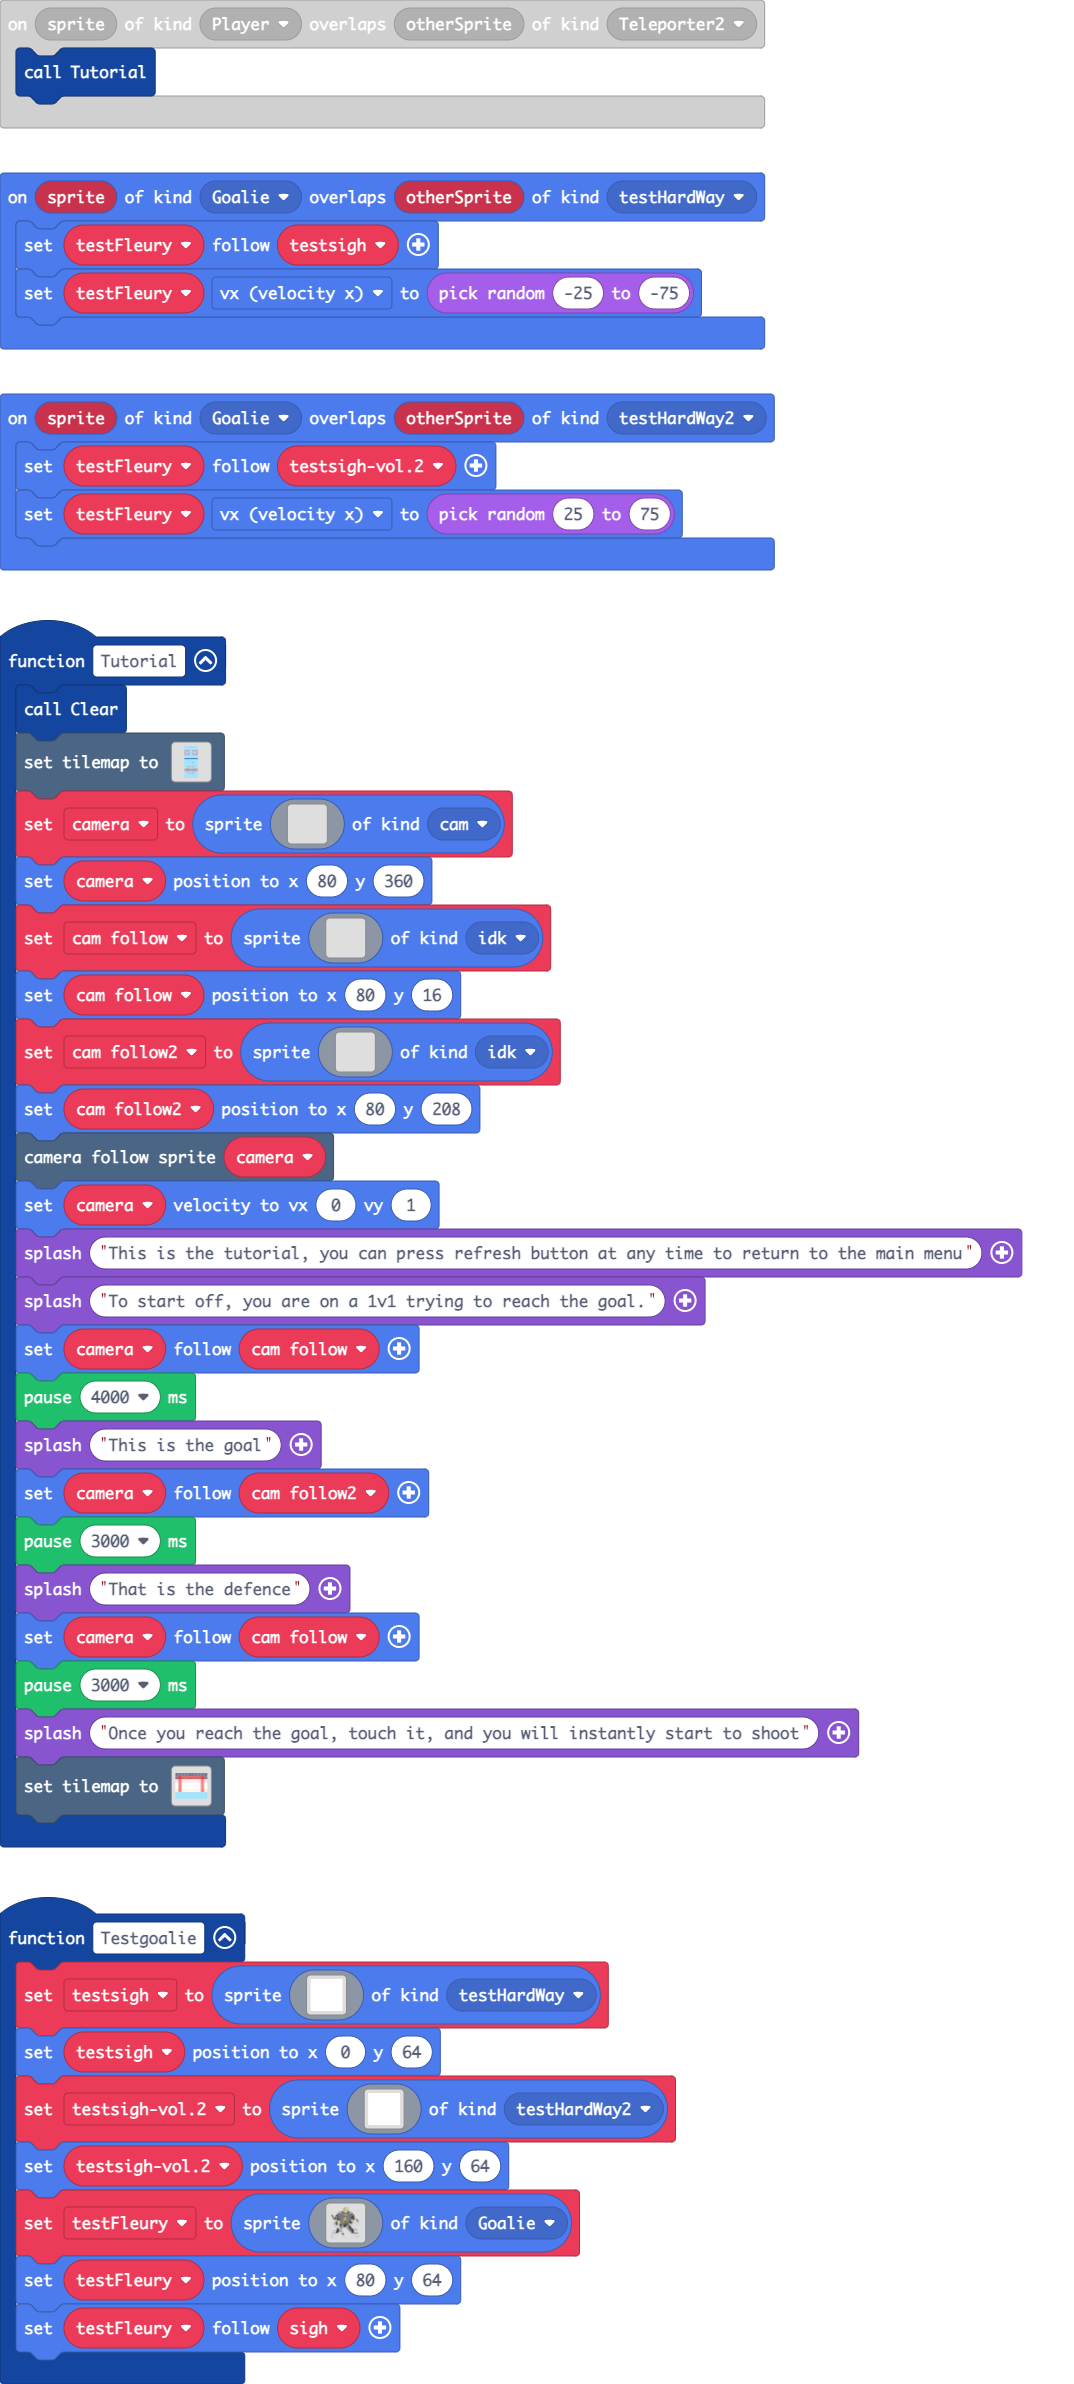 on sprite of kind Player overlaps otherSprite of kind Teleporter2
call Tutorial
on sprite of kind Goalie overlaps otherSprite of kind testHardWay
set testFleury follow testsigh
set testFleury vx (velocity x) to pick random -25 to -75
on sprite of kind Goalie overlaps otherSprite of kind testHardWay2
set testFleury follow testsigh-vol.2
set testFleury vx (velocity x) to pick random 25 to 75
function Tutorial
call Clear
set tilemap to
set camera to sprite of kind cam
set camera position to x 80 y 360
set cam follow to sprite of kind idk
set cam follow position to x 80 y 16
set cam follow2 to sprite of kind idk
set cam follow2 position to x 80 y 208
camera follow sprite camera
set camera velocity to vx 0 vy 1
splash "This is the tutorial, you can press refresh button at any time to return to the main menu"
splash "To start off, you are on a 1v1 trying to reach the goal."
set camera follow cam follow
pause 4000 ms
splash "This is the goal"
set camera follow cam follow2
pause 3000 ms
splash "That is the defence"
set camera follow cam follow
pause 3000 ms
splash "Once you reach the goal, touch it, and you will instantly start to shoot"
set tilemap to
function Testgoalie
set testsigh to sprite of kind testHardWay
set testsigh position to x 0 y 64
set testsigh-vol.2 to sprite of kind testHardWay2
set testsigh-vol.2 position to x 160 y 64
set testFleury to sprite of kind Goalie
set testFleury position to x 80 y 64
set testFleury follow sigh